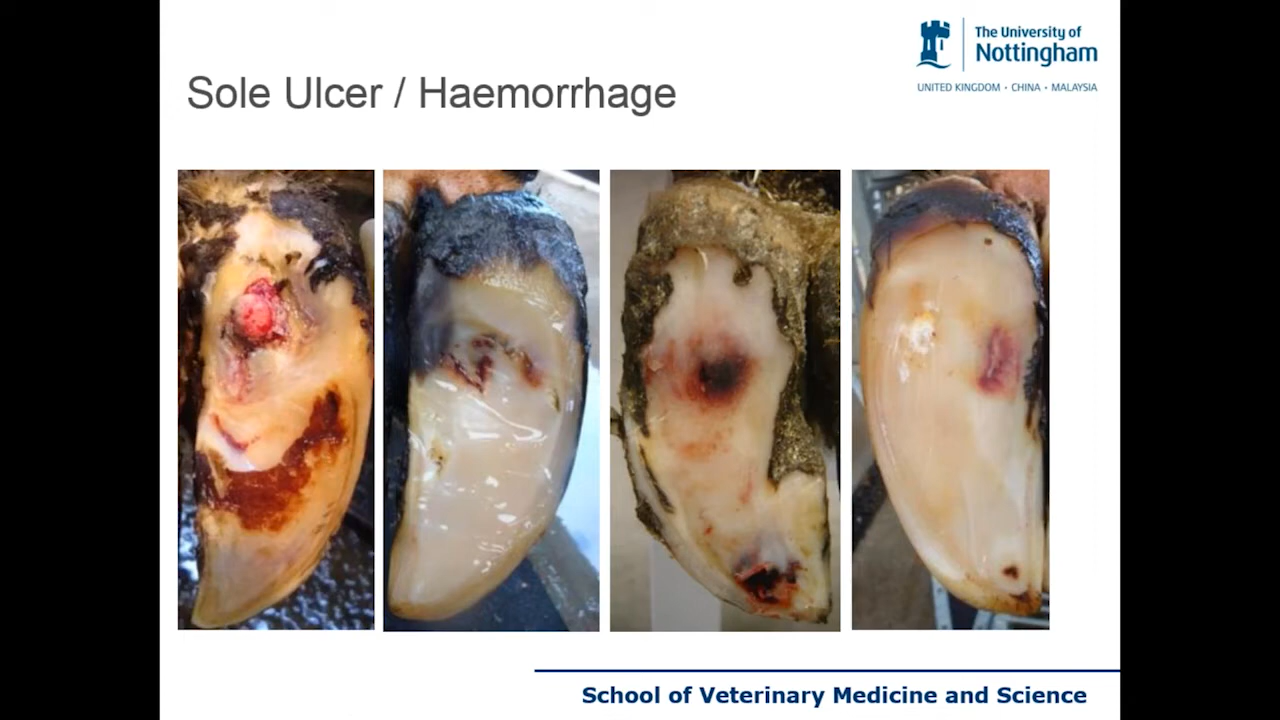 The University of
Nottingham
UNITED KINGDOM · CHINA · MALAYSIA
Sole Ulcer / Haemorrhage
School of Veterinary Medicine and Science